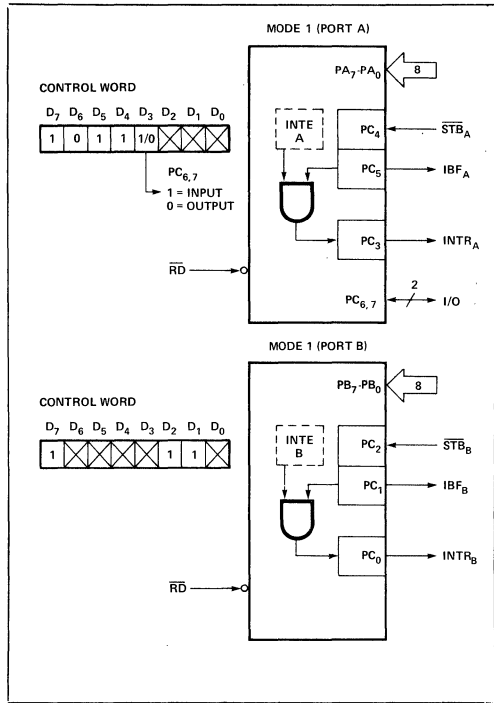 MODE 1 (PORT A)
PA7-PA0
8
CONTROL WORD
D7 D6 D5 D4 D3 D2 D1 D0
1 0 1 1 1/0
PC6,7
1 = INPUT
0 = OUTPUT
INTE
A
PC4
STBA
PC5
IBFA
PC3
INTRA
RD
PC6, 7
2
I/O
MODE 1 (PORT B)
PB7-PB0
8
CONTROL WORD
D7 D6 D5 D4 D3 D2 D1 D0
1 1 1
INTE
B
PC2
STBB
PC1
IBFB
PC0
INTRB
RD